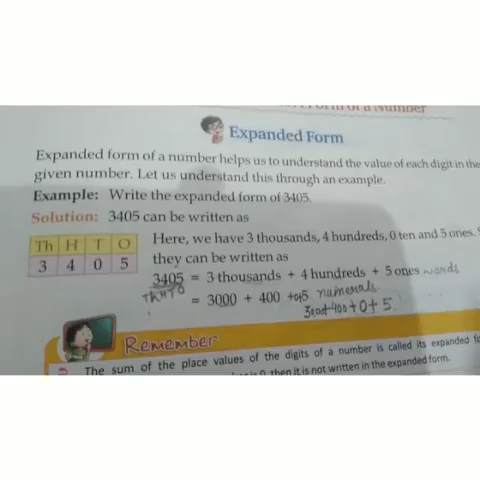 Form of a Number
Expanded Form
Expanded form of a number helps us to understand the value of each digit in the
given number. Let us understand this through an example.
Example: Write the expanded form of 3405.
Solution: 3405 can be written as
Th H T O
3 4 0 5
Here, we have 3 thousands, 4 hundreds, 0 ten and 5 ones.
they can be written as
3405 = 3 thousands + 4 hundreds + 5 ones words
Th H T O
= 3000 + 400 + 5 numerals
+ 0 + 5
Remember
The sum of the place values of the digits of a number is called its expanded
is 0, then it is not written in the expanded form.